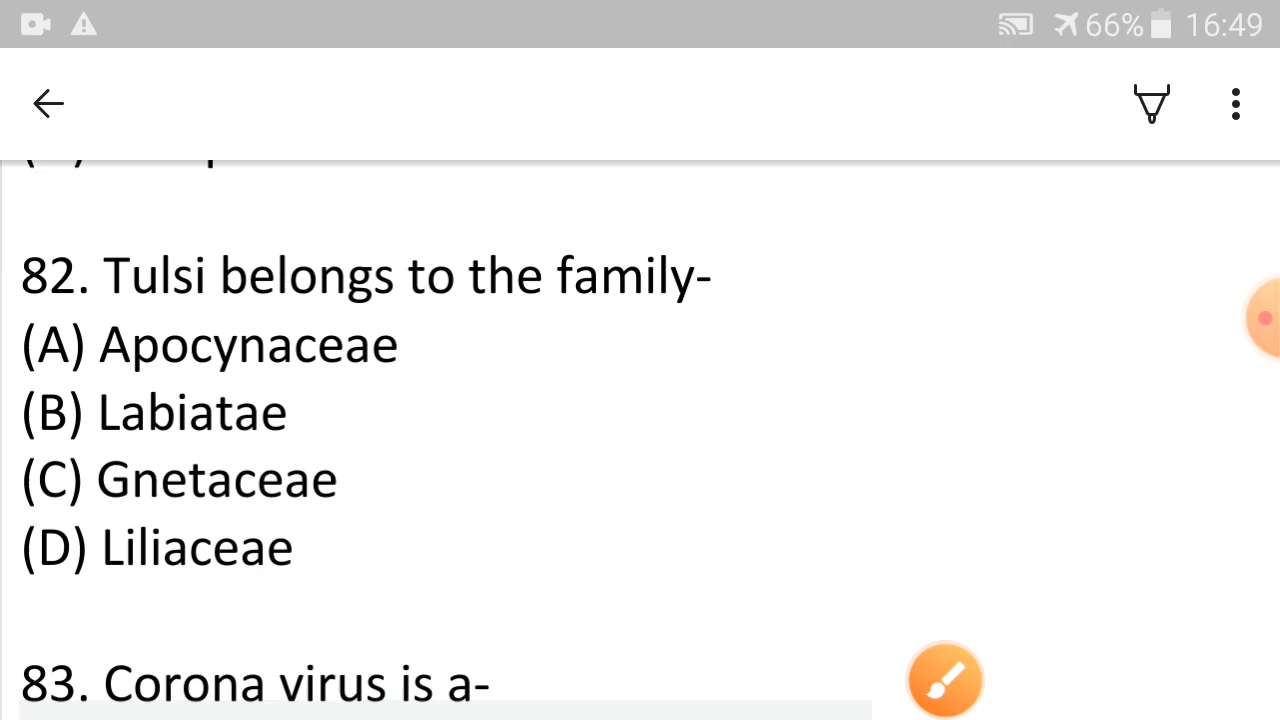 66% 16:49
82. Tulsi belongs to the family-
(A) Apocynaceae
(B) Labiatae
(C) Gnetaceae
(D) Liliaceae
83. Corona virus is a-